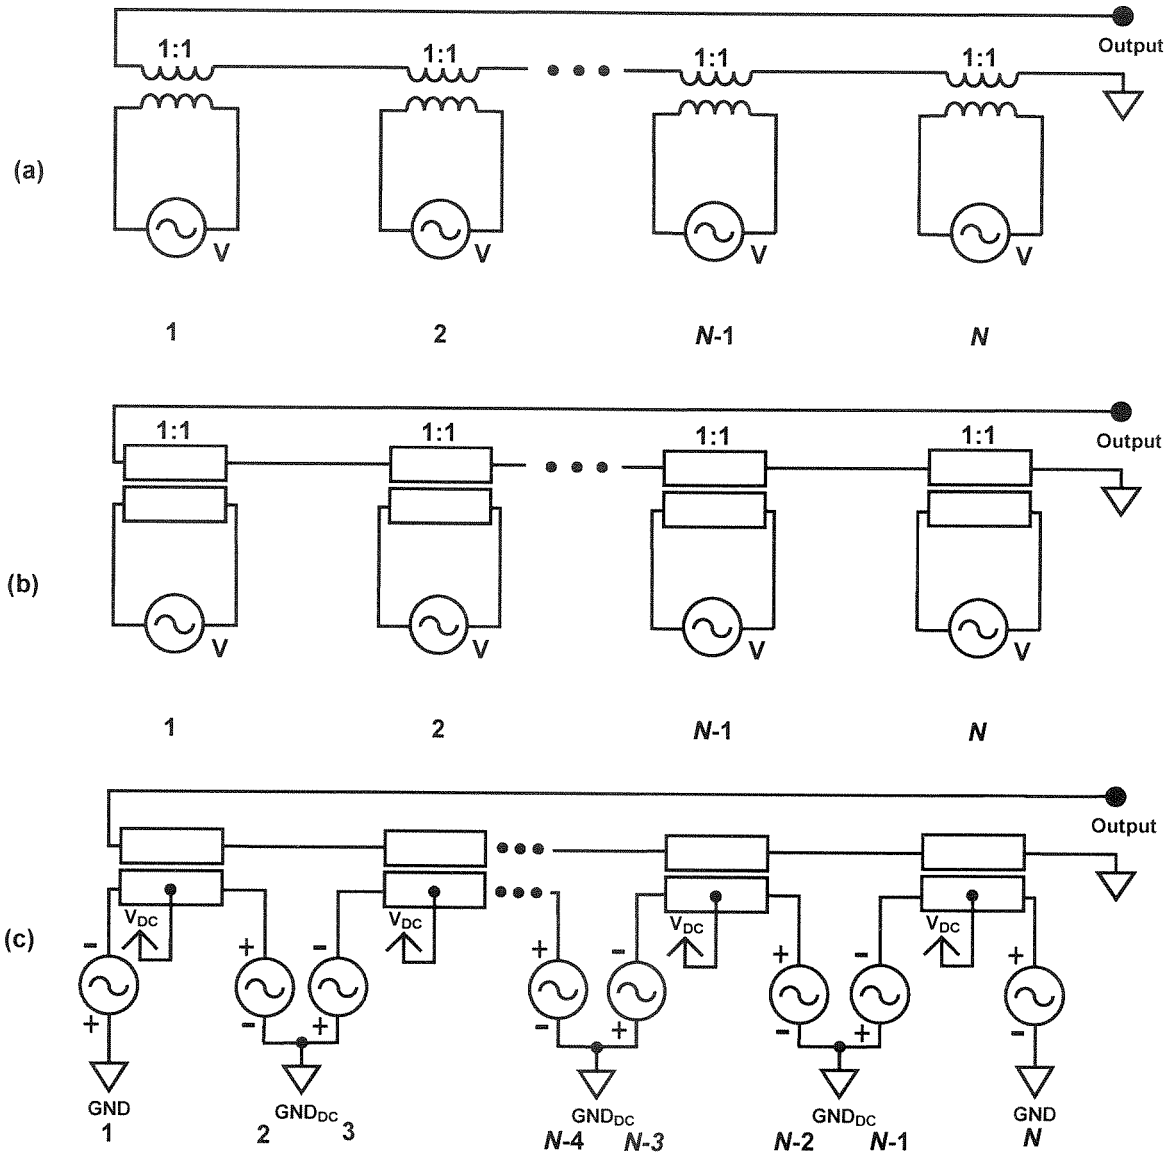 Output
1:1 1:1 1:1 1:1
(a)
V V V V
1 2 N-1 N
1:1 1:1 1:1 1:1
Output
(b)
V V V V
1 2 N-1 N
Output
(c)
VDC VDC VDC VDC
- + - + - + - +
+ - + - + - + -
GND GNDDC GNDDC GNDDC GND
1 2 3 N-4 N-3 N-2 N-1 N